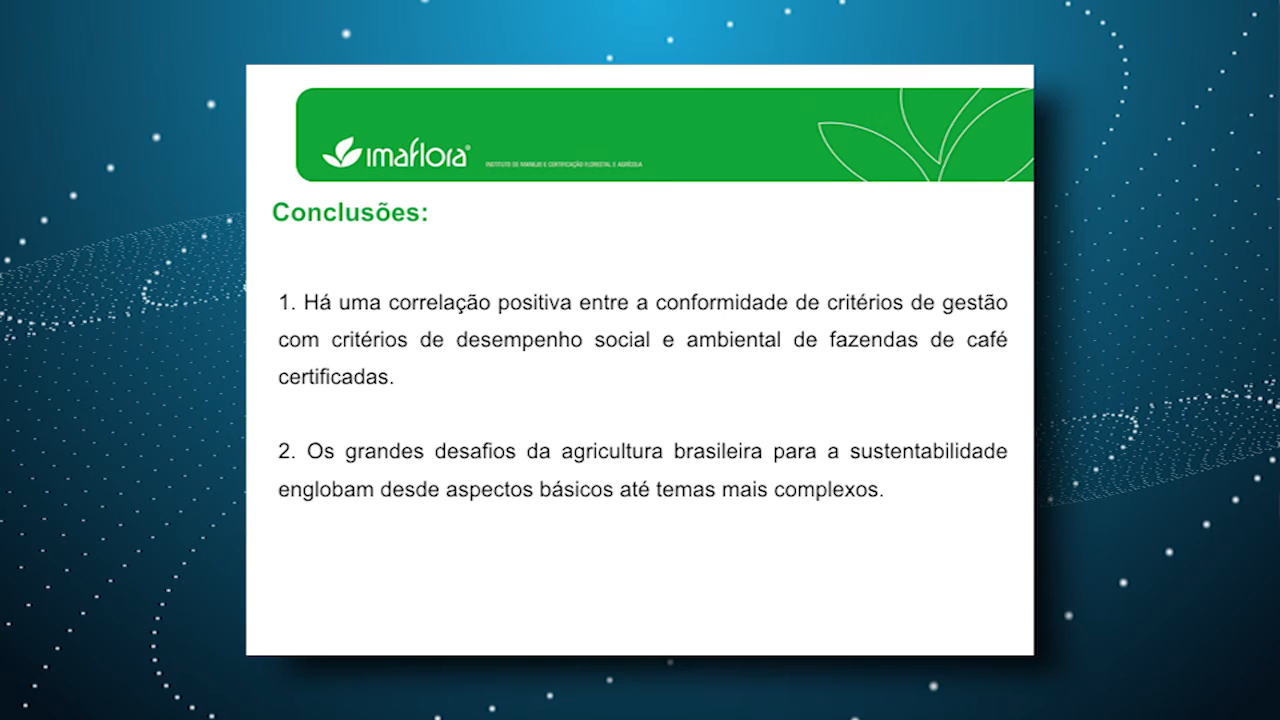 imaflora®
INSTITUTO DE MANEJO E CERTIFICAÇÃO FLORESTAL E AGRÍCOLA
Conclusões:
1. Há uma correlação positiva entre a conformidade de critérios de gestão
com critérios de desempenho social e ambiental de fazendas de café
certificadas.
2. Os grandes desafios da agricultura brasileira para a sustentabilidade
englobam desde aspectos básicos até temas mais complexos.